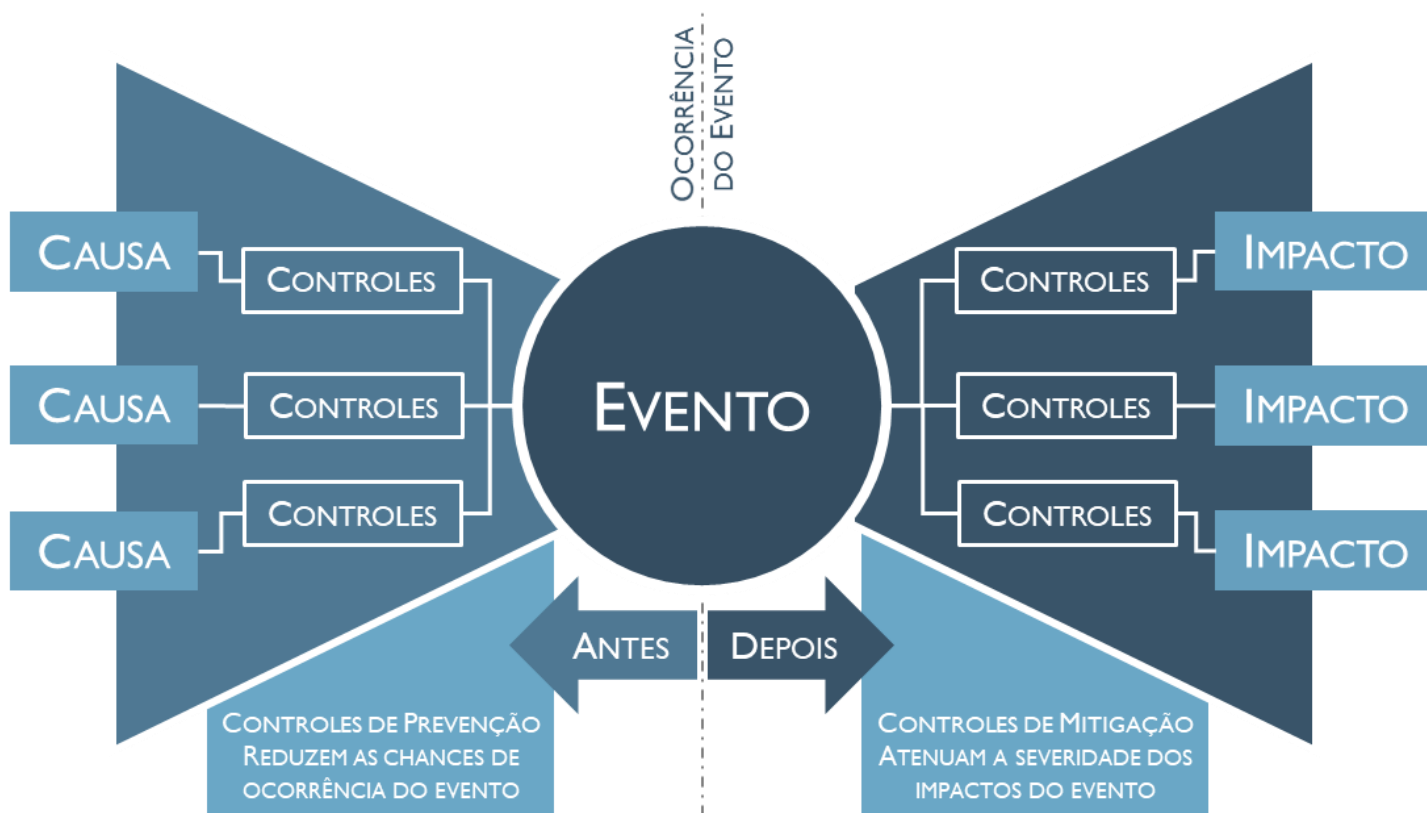 OCORRÊNCIA
DO EVENTO
CAUSA
CONTROLES
CONTROLES
IMPACTO
CAUSA
CONTROLES
EVENTO
CONTROLES
IMPACTO
CAUSA
CONTROLES
CONTROLES
IMPACTO
ANTES
DEPOIS
CONTROLES DE PREVENÇÃO
REDUZEM AS CHANCES DE
OCORRÊNCIA DO EVENTO
CONTROLES DE MITIGAÇÃO
ATENUAM A SEVERIDADE DOS
IMPACTOS DO EVENTO